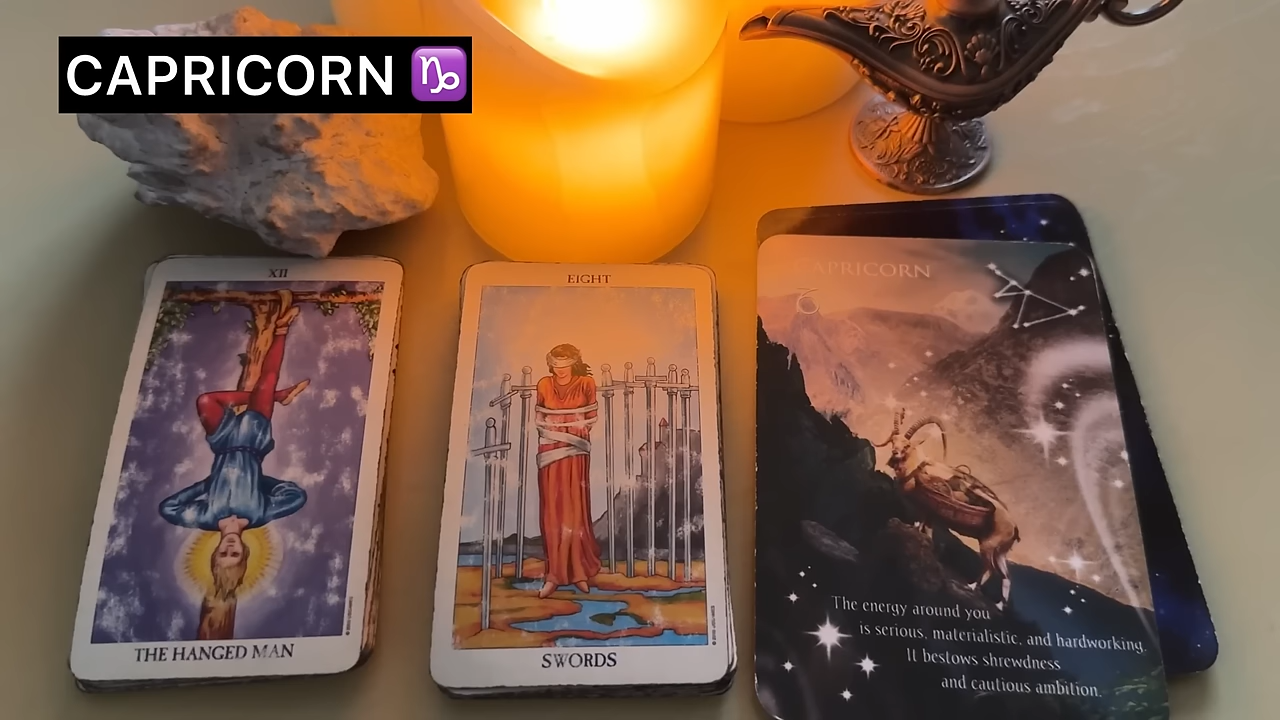 CAPRICORN ♑
XII
THE HANGED MAN
EIGHT
SWORDS
CAPRICORN
The energy around you
is serious, materialistic, and hardworking.
It bestows shrewdness
and cautious ambition.